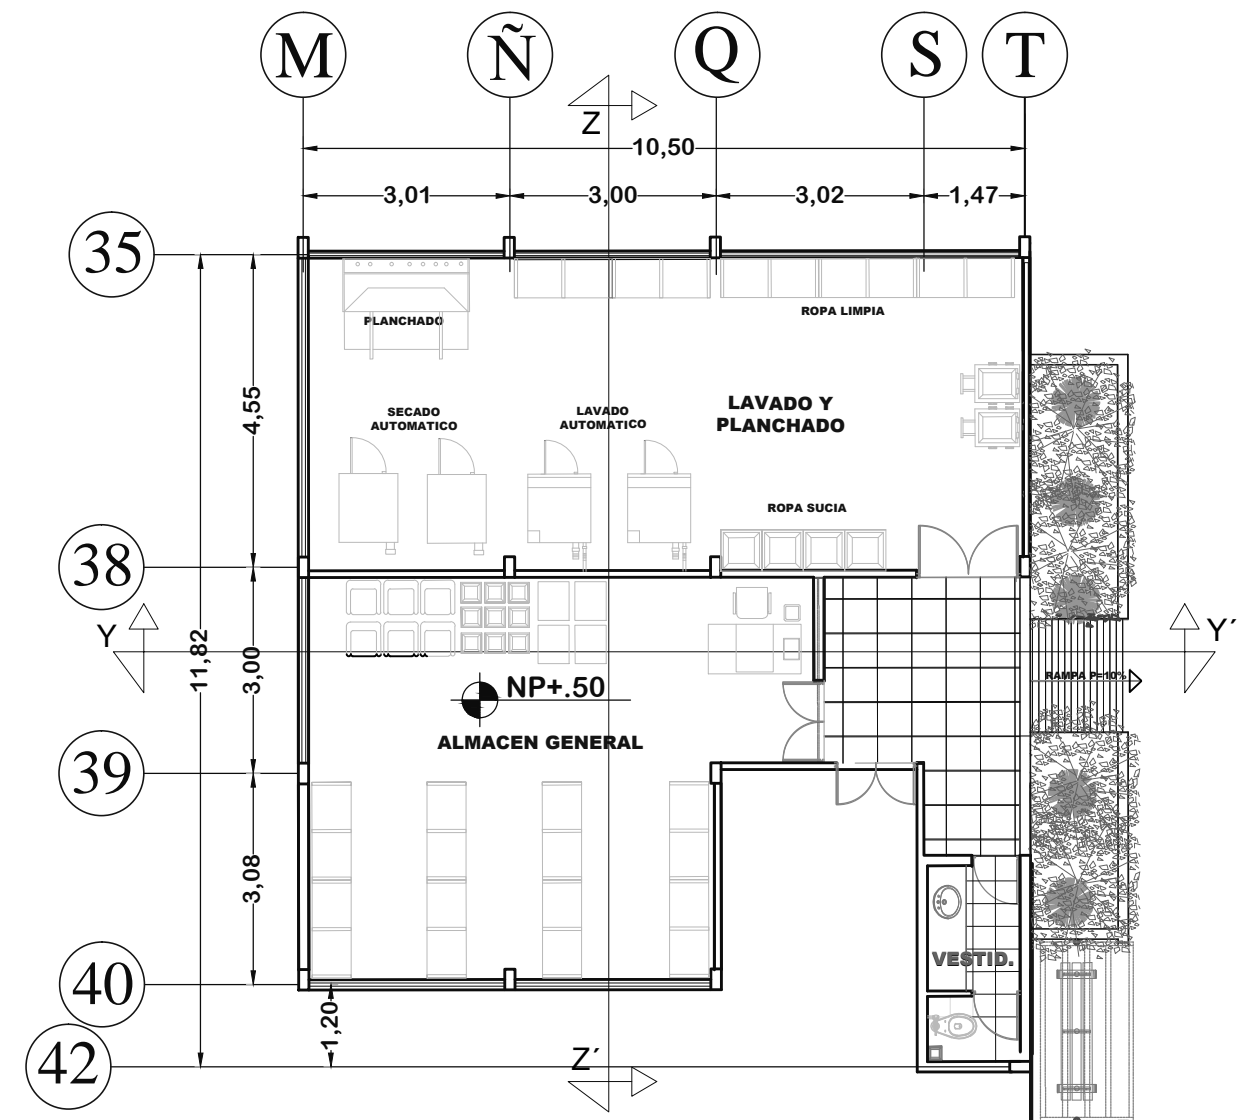 M
Ñ
Q
S
T
Z
10,50
3,01
3,00
3,02
1,47
35
ROPA LIMPIA
PLANCHADO
4,55
SECADO
AUTOMATICO
LAVADO
AUTOMATICO
LAVADO Y
PLANCHADO
ROPA SUCIA
38
Y
Y´
11,82
3,00
NP+.50
RAMPA P=10%
ALMACEN GENERAL
39
3,08
VESTID.
40
1,20
42
Z´